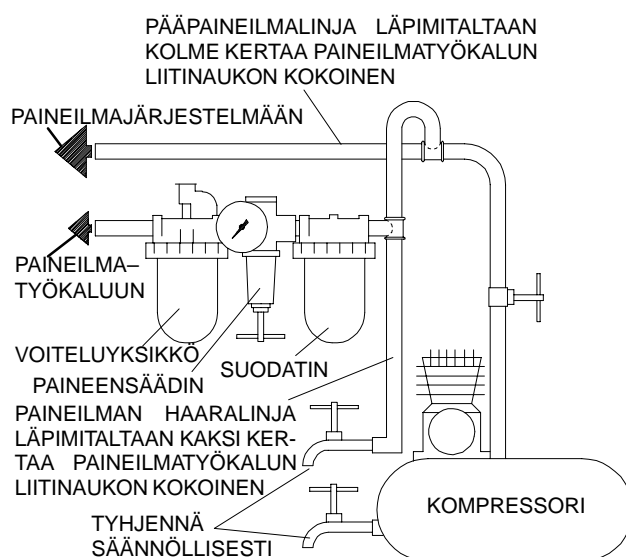 PÄÄPAINEILMALINJA LÄPIMITALTAAN
KOLME KERTAA PAINEILMATYÖKALUN
LIITINAUKON KOKOINEN
PAINEILMAJÄRJESTELMÄÄN
PAINEILMA–
TYÖKALUUN
VOITELUYKSIKKÖ
SUODATIN
PAINEENSÄÄDIN
PAINEILMAN HAARALINJA
LÄPIMITALTAAN KAKSI KER-
TAA PAINEILMATYÖKALUN
LIITINAUKON KOKOINEN
KOMPRESSORI
TYHJENNÄ
SÄÄNNÖLLISESTI